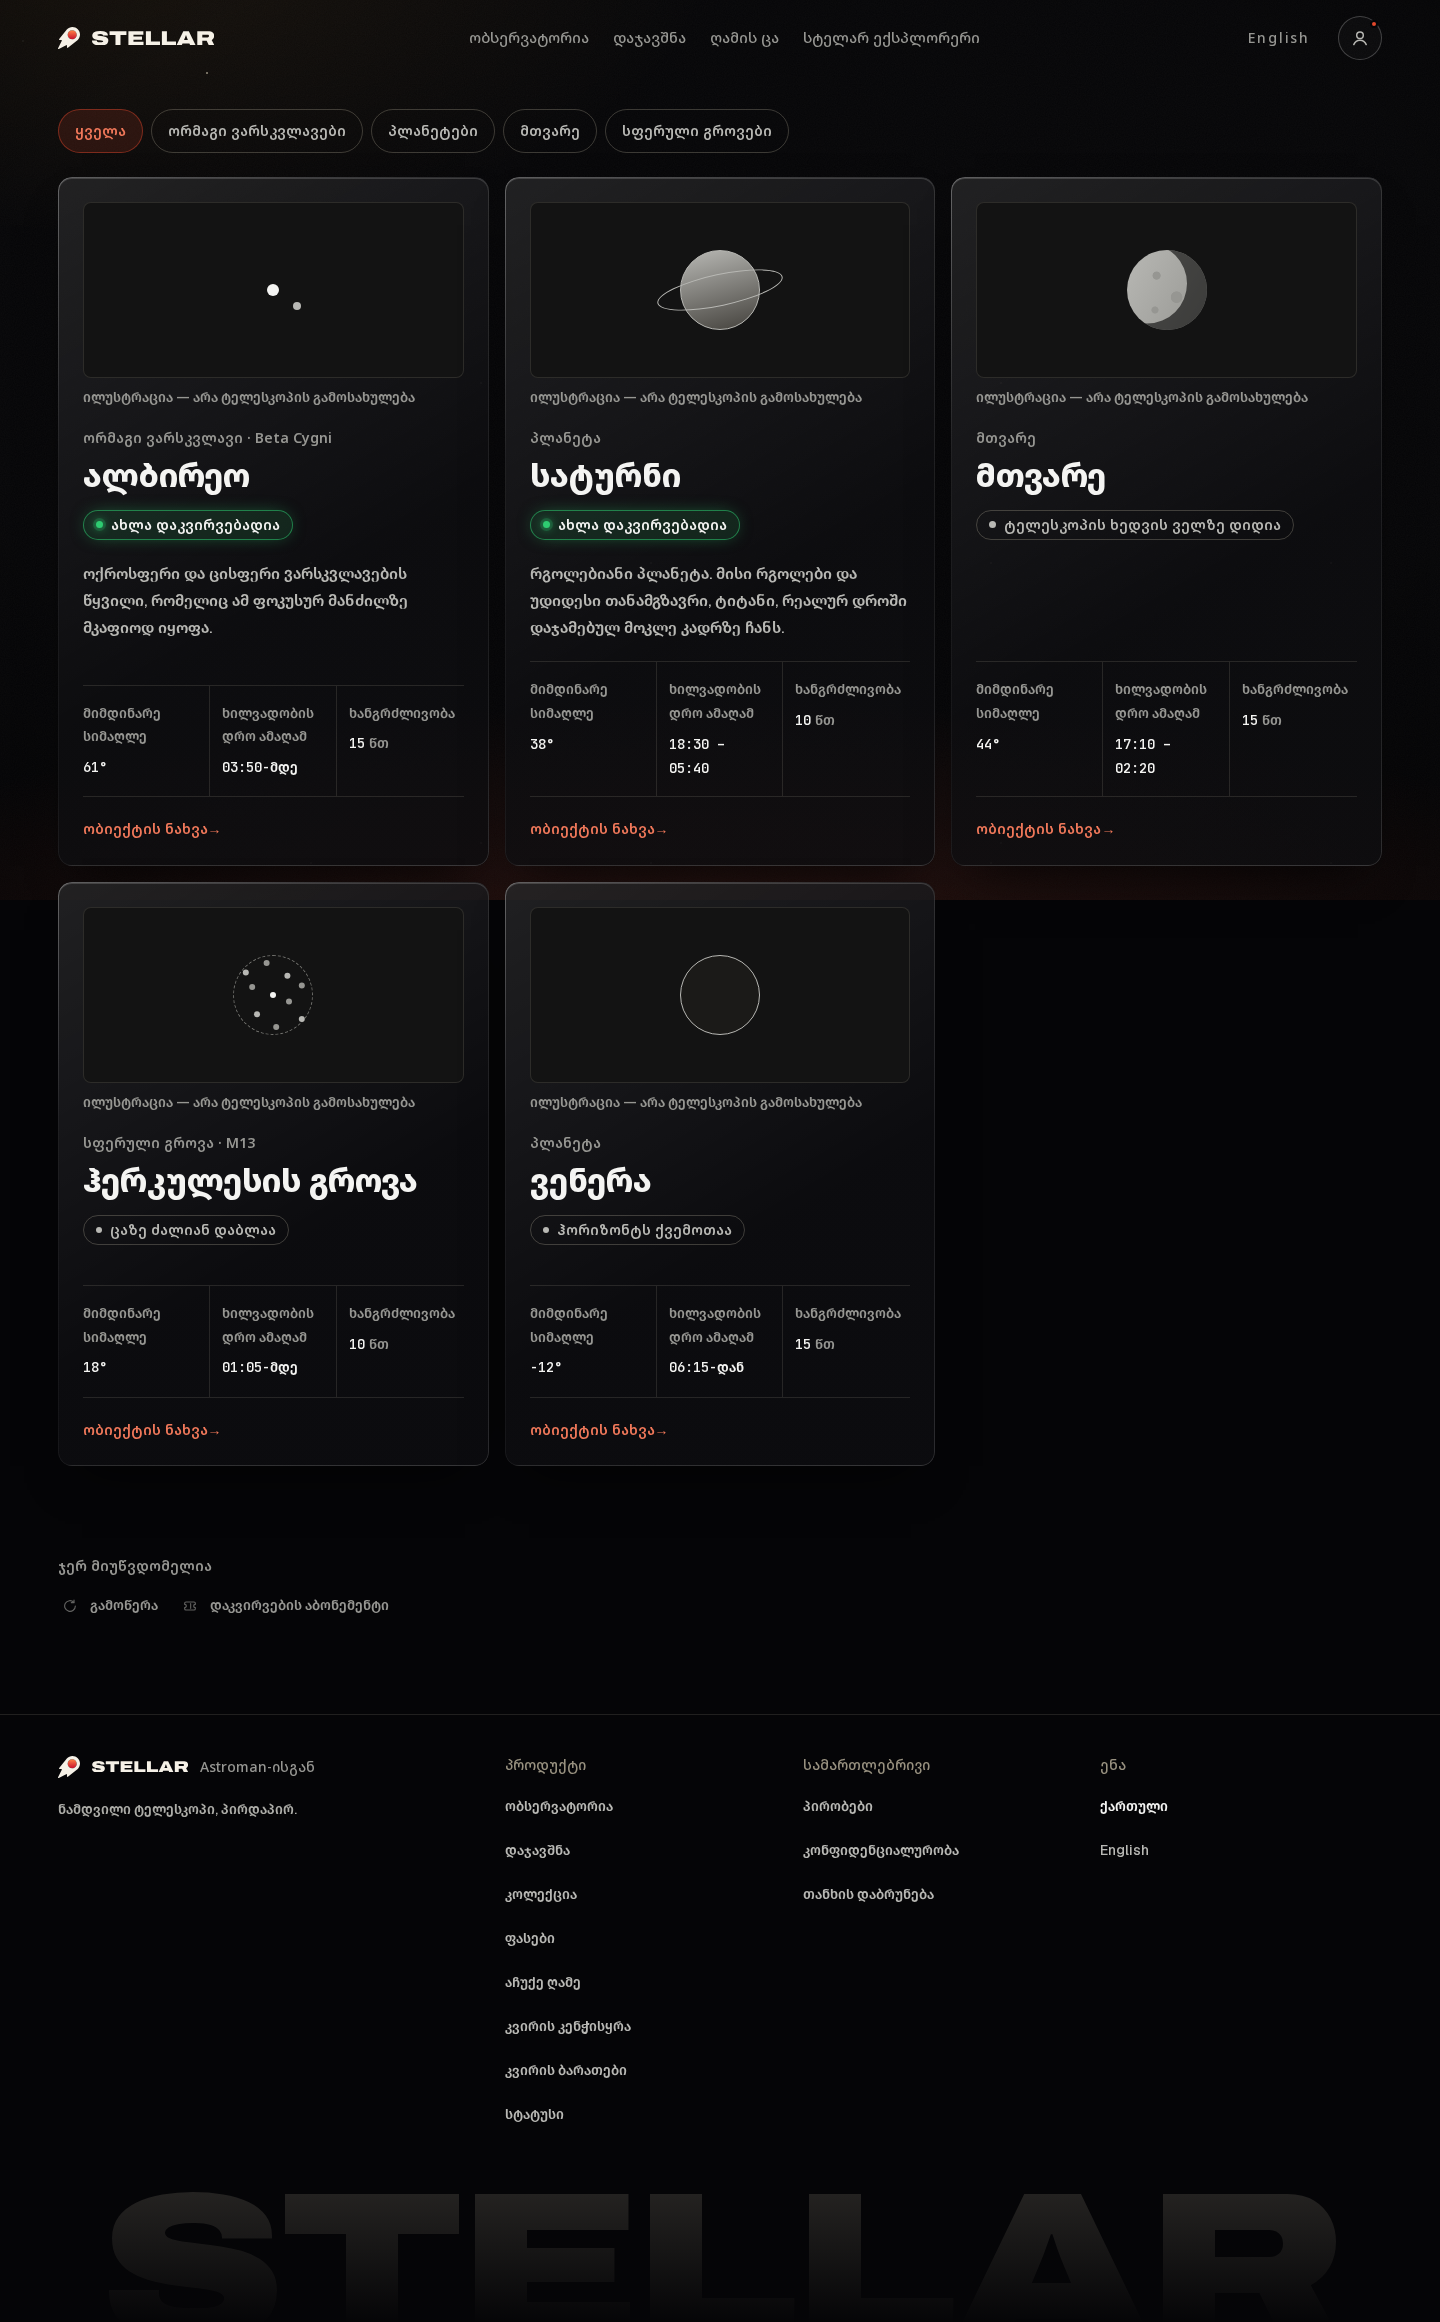 STELLAR
ობსერვატორია დაჯავშნა ღამის ცა სტელარ ექსპლორერი
English
ყველა
ორმაგი ვარსკვლავები
პლანეტები
მთვარე
სფერული გროვები
ილუსტრაცია — არა ტელესკოპის გამოსახულება
ორმაგი ვარსკვლავი · Beta Cygni
ალბირეო
ახლა დაკვირვებადია
ოქროსფერი და ცისფერი ვარსკვლავების
წყვილი, რომელიც ამ ფოკუსურ მანძილზე
მკაფიოდ იყოფა.
მიმდინარე
სიმაღლე
61°
ხილვადობის
დრო ამაღამ
03:50-მდე
ხანგრძლივობა
15 წთ
ობიექტის ნახვა→
ილუსტრაცია — არა ტელესკოპის გამოსახულება
პლანეტა
სატურნი
ახლა დაკვირვებადია
რგოლებიანი პლანეტა. მისი რგოლები და
უდიდესი თანამგზავრი, ტიტანი, რეალურ დროში
დაჯამებულ მოკლე კადრზე ჩანს.
მიმდინარე
სიმაღლე
38°
ხილვადობის
დრო ამაღამ
18:30 –
05:40
ხანგრძლივობა
10 წთ
ობიექტის ნახვა→
ილუსტრაცია — არა ტელესკოპის გამოსახულება
მთვარე
მთვარე
ტელესკოპის ხედვის ველზე დიდია
მიმდინარე
სიმაღლე
44°
ხილვადობის
დრო ამაღამ
17:10 –
02:20
ხანგრძლივობა
15 წთ
ობიექტის ნახვა→
ილუსტრაცია — არა ტელესკოპის გამოსახულება
სფერული გროვა · M13
ჰერკულესის გროვა
ცაზე ძალიან დაბლაა
მიმდინარე
სიმაღლე
18°
ხილვადობის
დრო ამაღამ
01:05-მდე
ხანგრძლივობა
10 წთ
ობიექტის ნახვა→
ილუსტრაცია — არა ტელესკოპის გამოსახულება
პლანეტა
ვენერა
ჰორიზონტს ქვემოთაა
მიმდინარე
სიმაღლე
-12°
ხილვადობის
დრო ამაღამ
06:15-დან
ხანგრძლივობა
15 წთ
ობიექტის ნახვა→
ჯერ მიუწვდომელია
გამოწერა
დაკვირვების აბონემენტი
STELLAR Astroman-ისგან
ნამდვილი ტელესკოპი, პირდაპირ.
პროდუქტი
ობსერვატორია
დაჯავშნა
კოლექცია
ფასები
აჩუქე ღამე
კვირის კენჭისყრა
კვირის ბარათები
სტატუსი
სამართლებრივი
პირობები
კონფიდენციალურობა
თანხის დაბრუნება
ენა
ქართული
English
STELLAR